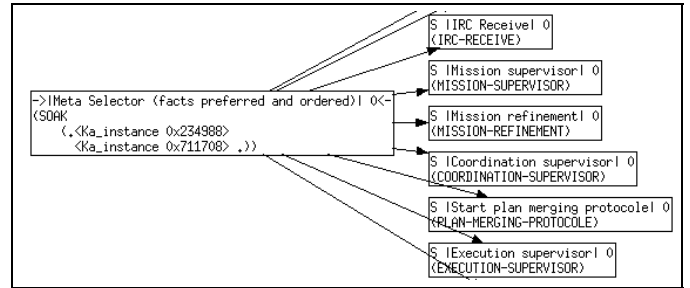 ->|Meta Selector (facts preferred and ordered)| 0<-
(SOAK
(.<Ka_instance 0x234988>
<Ka_instance 0x711708> .))
S |IRC Receive| 0
(IRC-RECEIVE)
S |Mission supervisor| 0
(MISSION-SUPERVISOR)
S |Mission refinement| 0
(MISSION-REFINEMENT)
S |Coordination supervisor| 0
(COORDINATION-SUPERVISOR)
S |Start plan merging protocole| 0
(PLAN-MERGING-PROTOCOLE)
S |Execution supervisor| 0
(EXECUTION-SUPERVISOR)